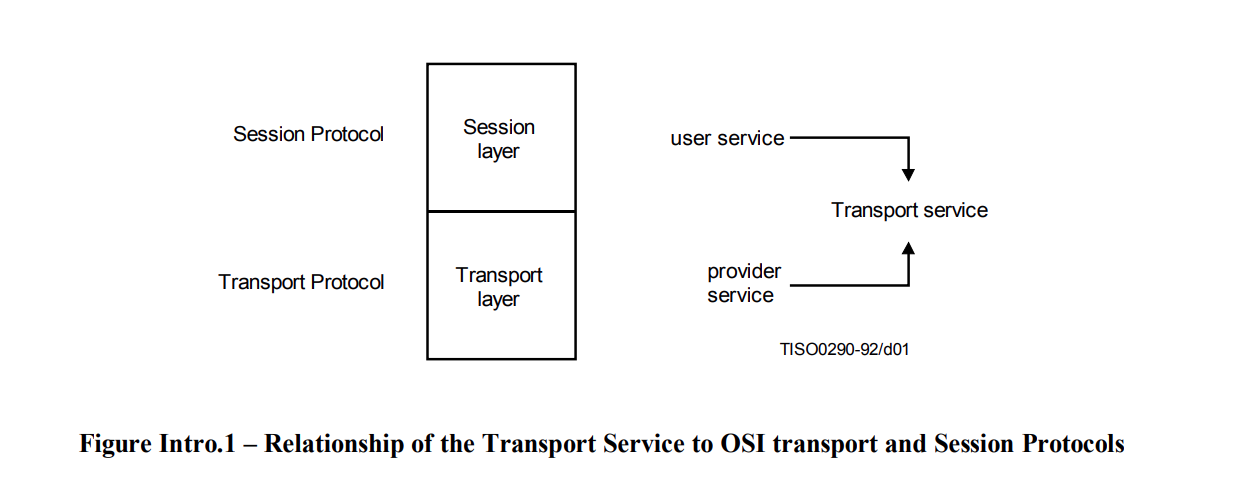 Session Protocol
Session
layer
user service
Transport service
Transport Protocol
Transport
layer
provider
service
TISO0290-92/d01
Figure Intro.1 – Relationship of the Transport Service to OSI transport and Session Protocols